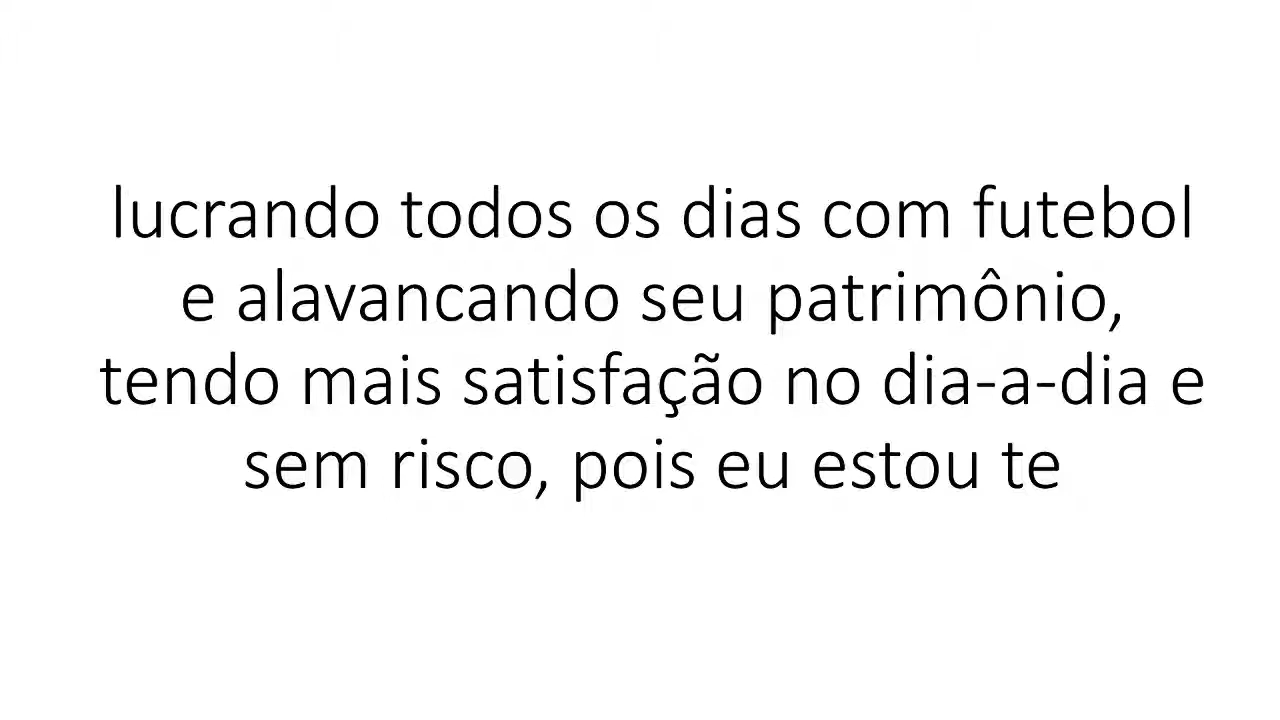 lucrando todos os dias com futebol
e alavancando seu patrimônio,
tendo mais satisfação no dia-a-dia e
sem risco, pois eu estou te